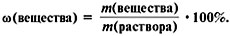 ω(вещества) = m(вещества) / m(раствора) · 100%.